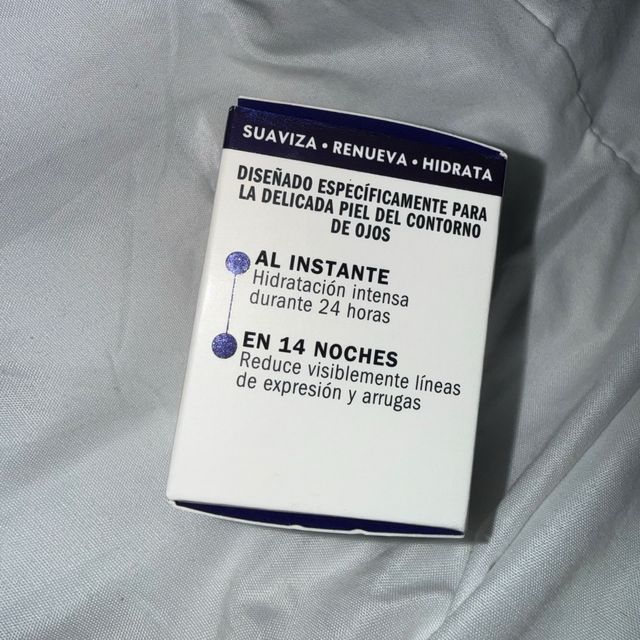 SUAVIZA • RENUEVA • HIDRATA
DISEÑADO ESPECÍFICAMENTE PARA
LA DELICADA PIEL DEL CONTORNO
DE OJOS
AL INSTANTE
Hidratación intensa
durante 24 horas
EN 14 NOCHES
Reduce visiblemente líneas
de expresión y arrugas